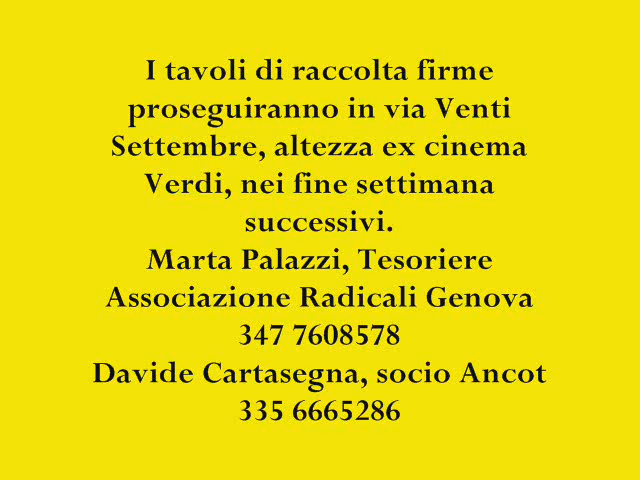 I tavoli di raccolta firme
proseguiranno in via Venti
Settembre, altezza ex cinema
Verdi, nei fine settimana
successivi.
Marta Palazzi, Tesoriere
Associazione Radicali Genova
347 7608578
Davide Cartasegna, socio Ancot
335 6665286